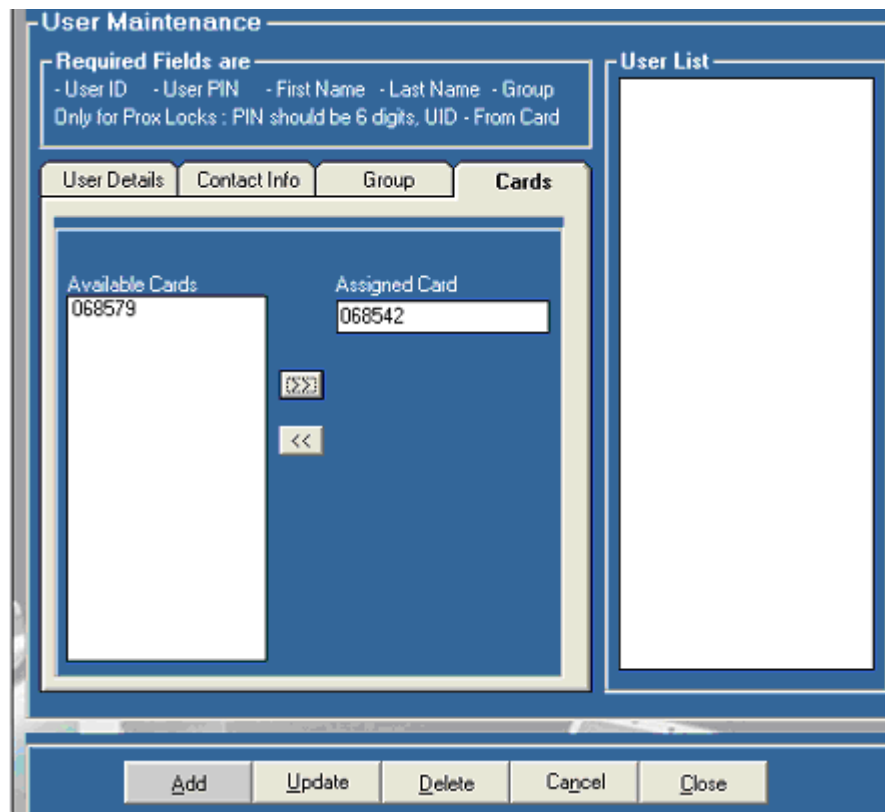 User Maintenance
Required Fields are
- User ID - User PIN - First Name - Last Name - Group
Only for Prox Locks : PIN should be 6 digits, UID - From Card
User List
User Details Contact Info Group Cards
Available Cards Assigned Card
068579 068542
>>
<<
Add Update Delete Cancel Close